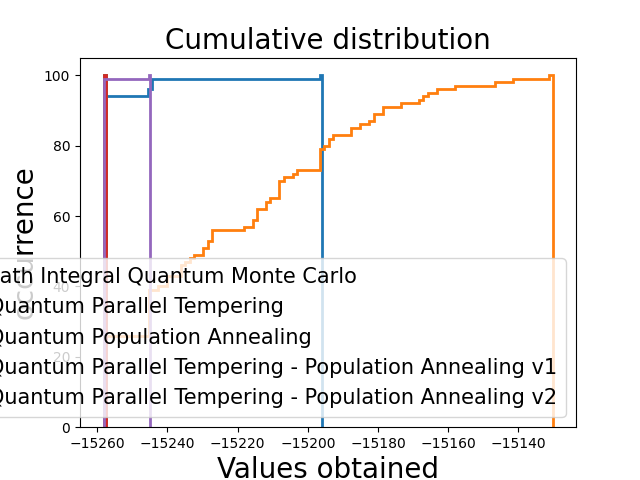 Cumulative distribution
100
80
60
40
20
0
occurrence
ath Integral Quantum Monte Carlo
Quantum Parallel Tempering
Quantum Population Annealing
Quantum Parallel Tempering - Population Annealing v1
Quantum Parallel Tempering - Population Annealing v2
−15260 −15240 −15220 −15200 −15180 −15160 −15140
Values obtained